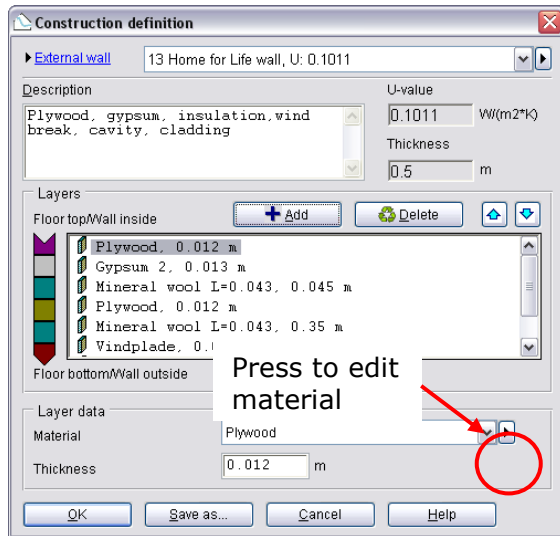 Construction definition
External wall
13 Home for Life wall, U: 0.1011
Description
U-value
Plywood, gypsum, insulation,wind
break, cavity, cladding
0.1011 W/(m2*K)
Thickness
0.5 m
Layers
Floor top/Wall inside
Add
Delete
Plywood, 0.012 m
Gypsum 2, 0.013 m
Mineral wool L=0.043, 0.045 m
Plywood, 0.012 m
Mineral wool L=0.043, 0.35 m
Vindplade,
Floor bottom/Wall outside
Press to edit
material
Layer data
Material
Plywood
Thickness
0.012 m
OK
Save as...
Cancel
Help